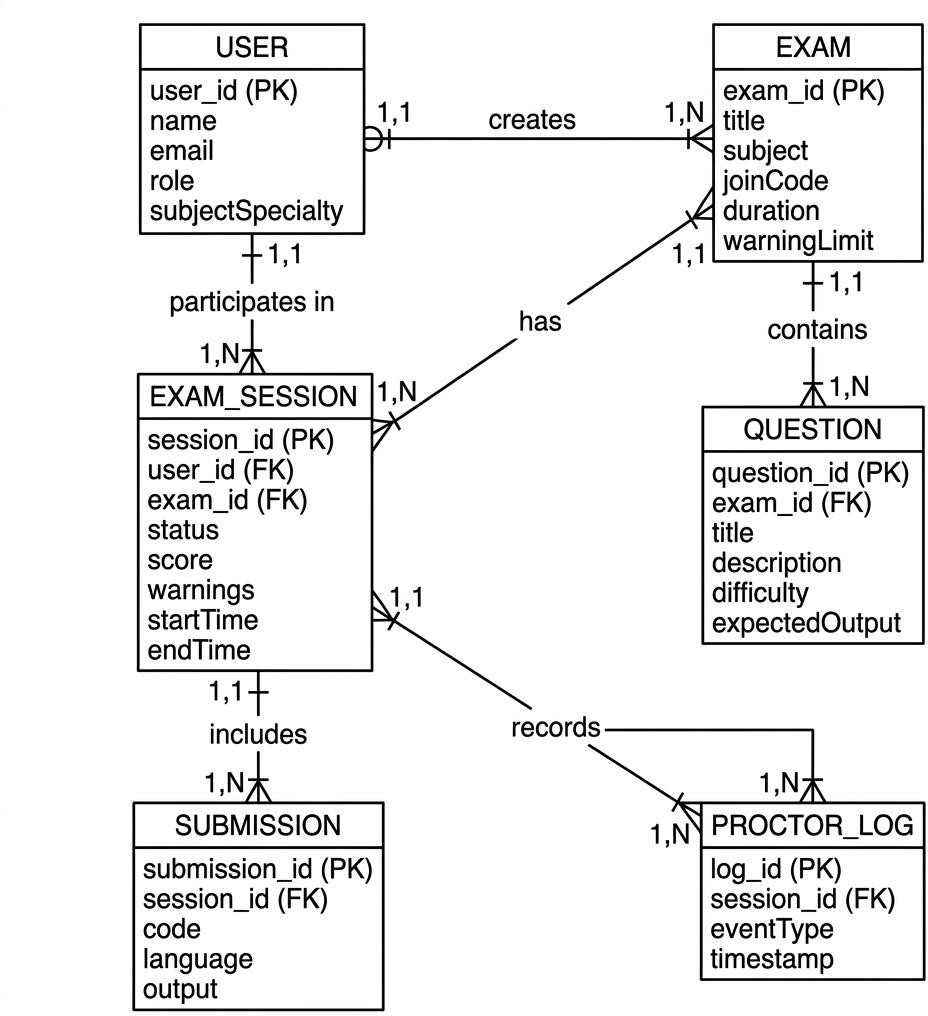 USER
user_id (PK)
name
email
role
subjectSpecialty
1,1
creates
1,N
EXAM
exam_id (PK)
title
subject
joinCode
duration
warningLimit
1,1
participates in
1,N
1,1
has
1,N
1,1
contains
1,N
EXAM_SESSION
session_id (PK)
user_id (FK)
exam_id (FK)
status
score
warnings
startTime
endTime
QUESTION
question_id (PK)
exam_id (FK)
title
description
difficulty
expectedOutput
1,1
records
1,N
1,N
1,1
includes
1,N
SUBMISSION
submission_id (PK)
session_id (FK)
code
language
output
PROCTOR_LOG
log_id (PK)
session_id (FK)
eventType
timestamp